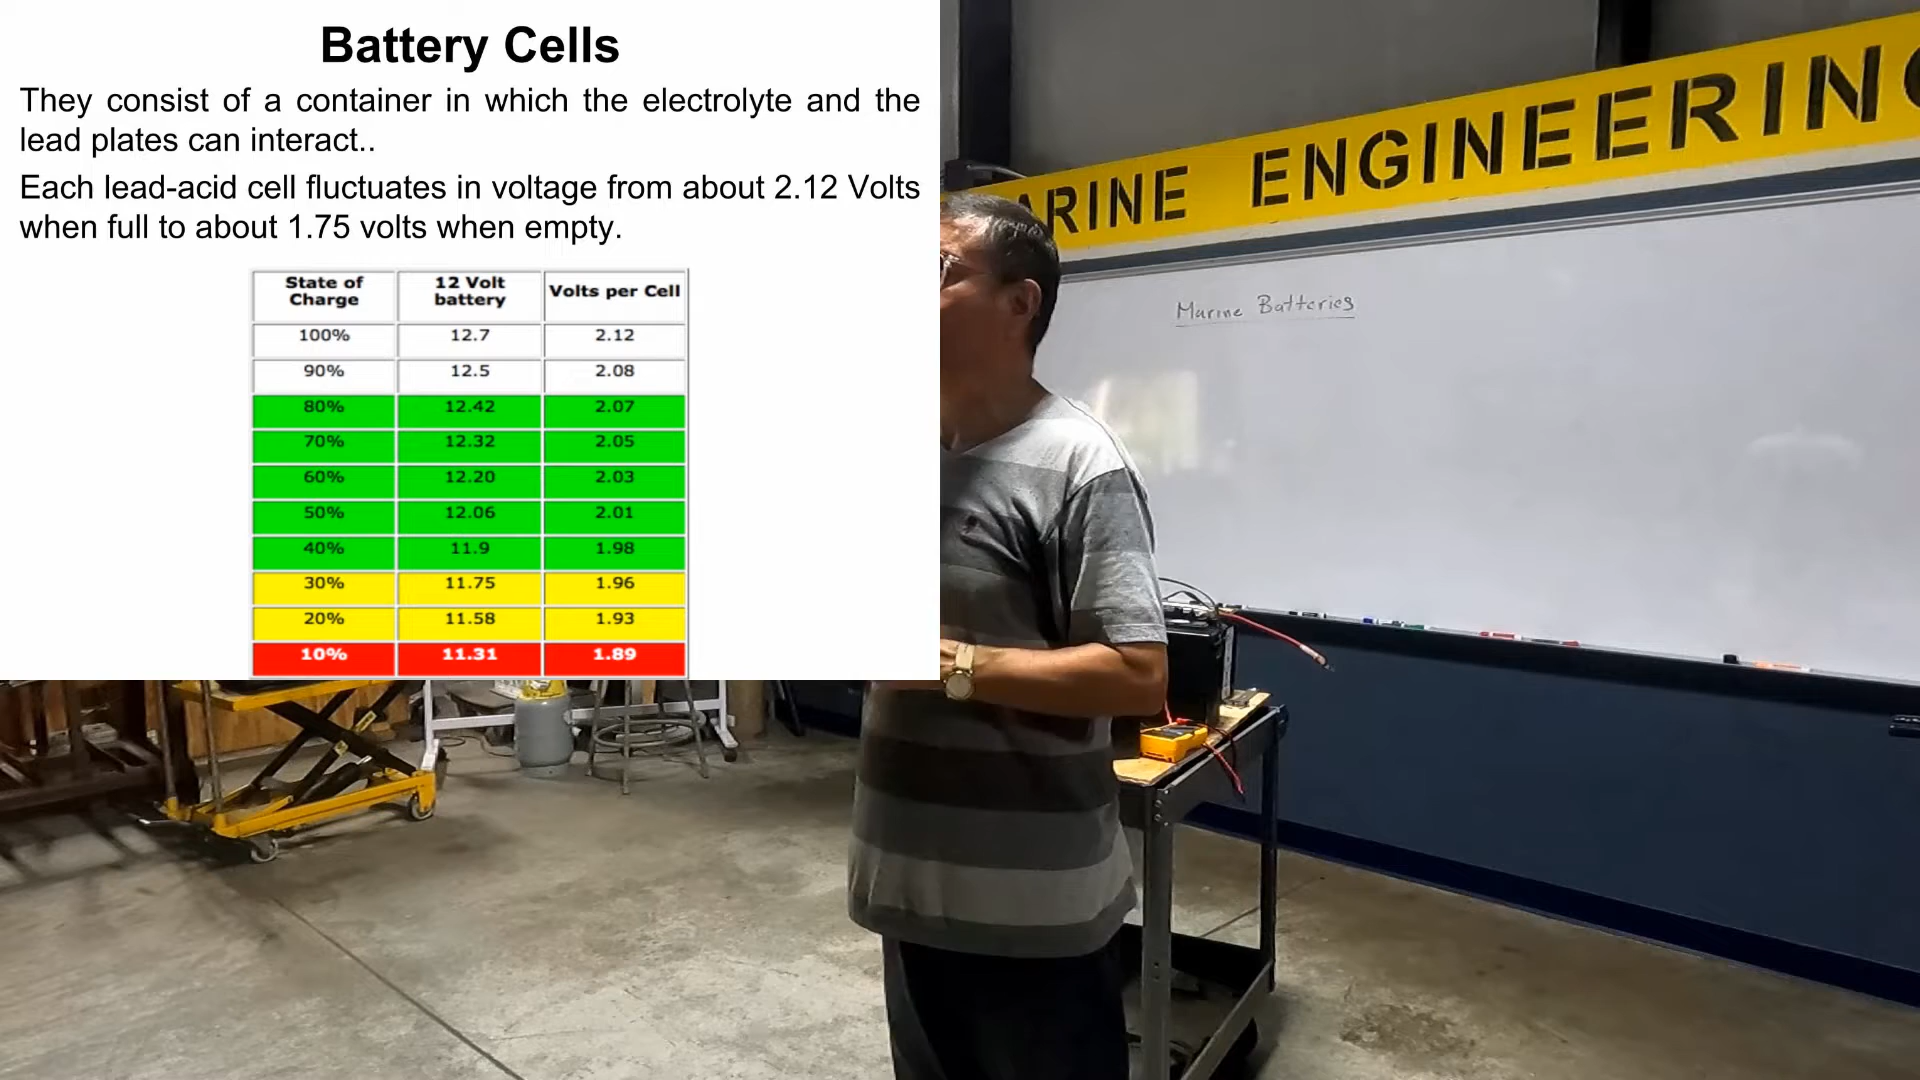 Battery Cells
They consist of a container in which the electrolyte and the
lead plates can interact..
Each lead-acid cell fluctuates in voltage from about 2.12 Volts
when full to about 1.75 volts when empty.
State of Charge 12 Volt battery Volts per Cell
100% 12.7 2.12
90% 12.5 2.08
80% 12.42 2.07
70% 12.32 2.05
60% 12.20 2.03
50% 12.06 2.01
40% 11.9 1.98
30% 11.75 1.96
20% 11.58 1.93
10% 11.31 1.89
ARINE ENGINEERING
Marine Batteries